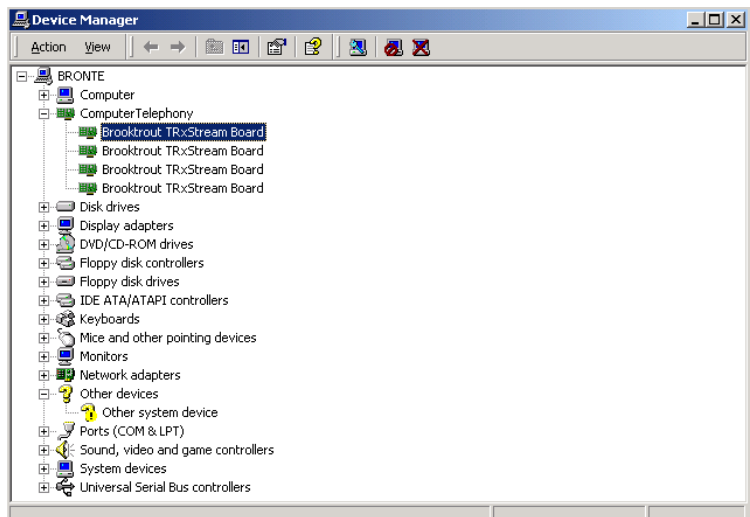 Device Manager
Action View
BRONTE
Computer
ComputerTelephony
Brooktrout TRxStream Board
Brooktrout TRxStream Board
Brooktrout TRxStream Board
Brooktrout TRxStream Board
Disk drives
Display adapters
DVD/CD-ROM drives
Floppy disk controllers
Floppy disk drives
IDE ATA/ATAPI controllers
Keyboards
Mice and other pointing devices
Monitors
Network adapters
Other devices
Other system device
Ports (COM & LPT)
Sound, video and game controllers
System devices
Universal Serial Bus controllers